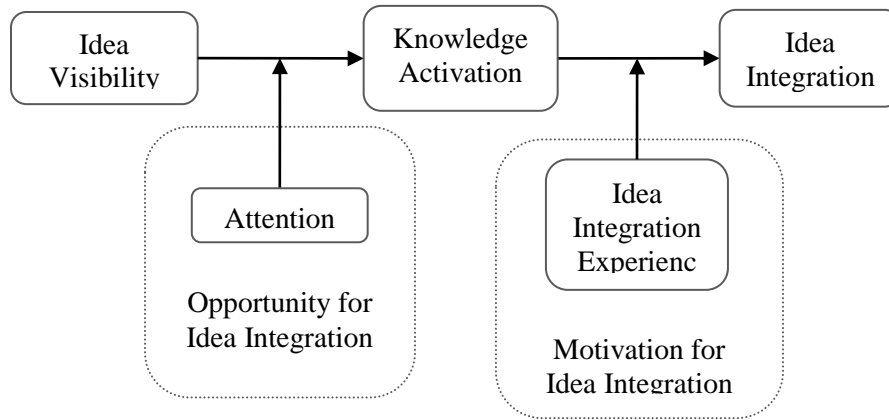 Idea
Visibility
Knowledge
Activation
Idea
Integration
Attention
Opportunity for
Idea Integration
Idea
Integration
Experienc
Motivation for
Idea Integration